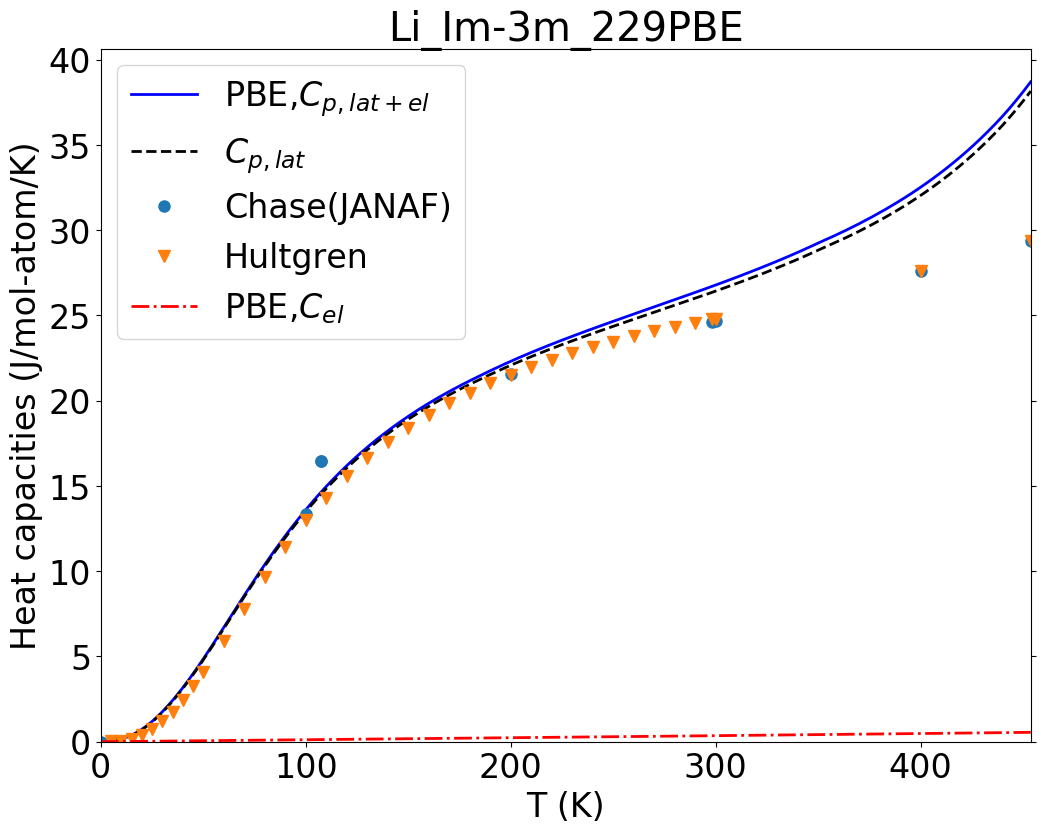 Li_Im-3m_229PBE
Heat capacities (J/mol-atom/K)
40
35
30
25
20
15
10
5
0
PBE,C_{p, lat+el}
C_{p, lat}
Chase(JANAF)
Hultgren
PBE,C_{el}
0 100 200 300 400
T (K)